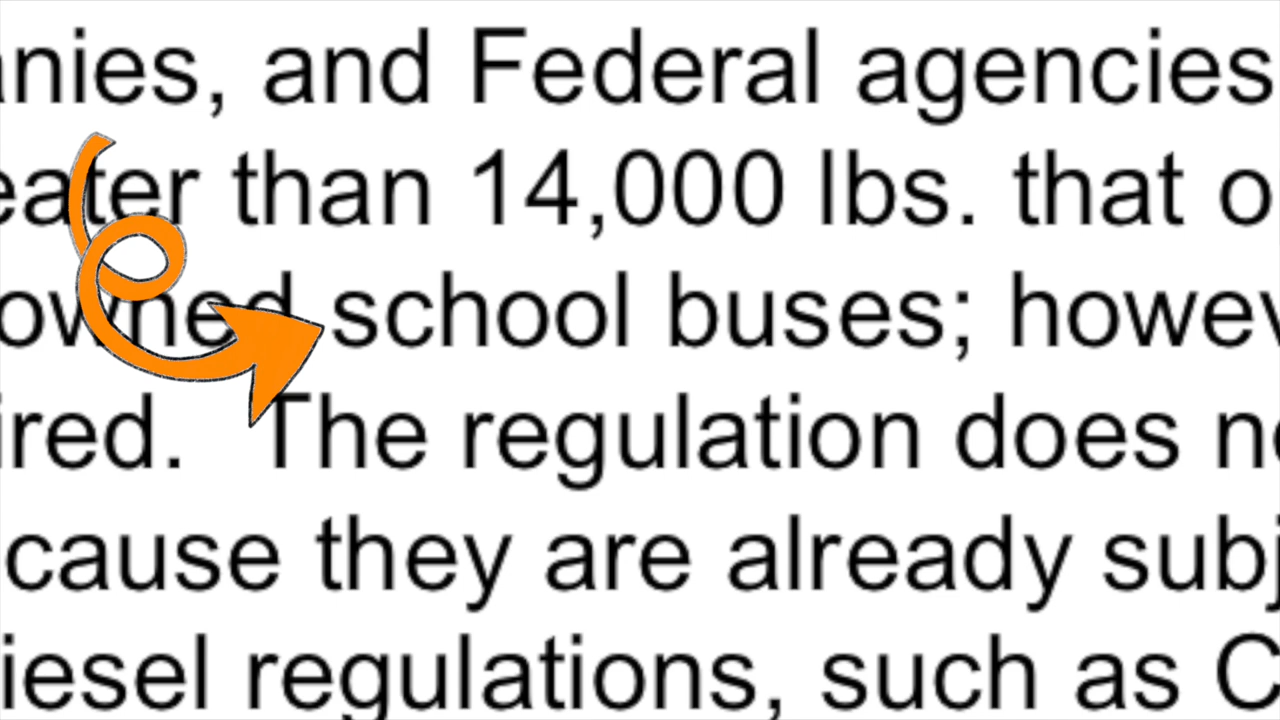 anies, and Federal agencies
eater than 14,000 lbs. that o
owned school buses; howev
ired. The regulation does no
cause they are already subj
iesel regulations, such as C